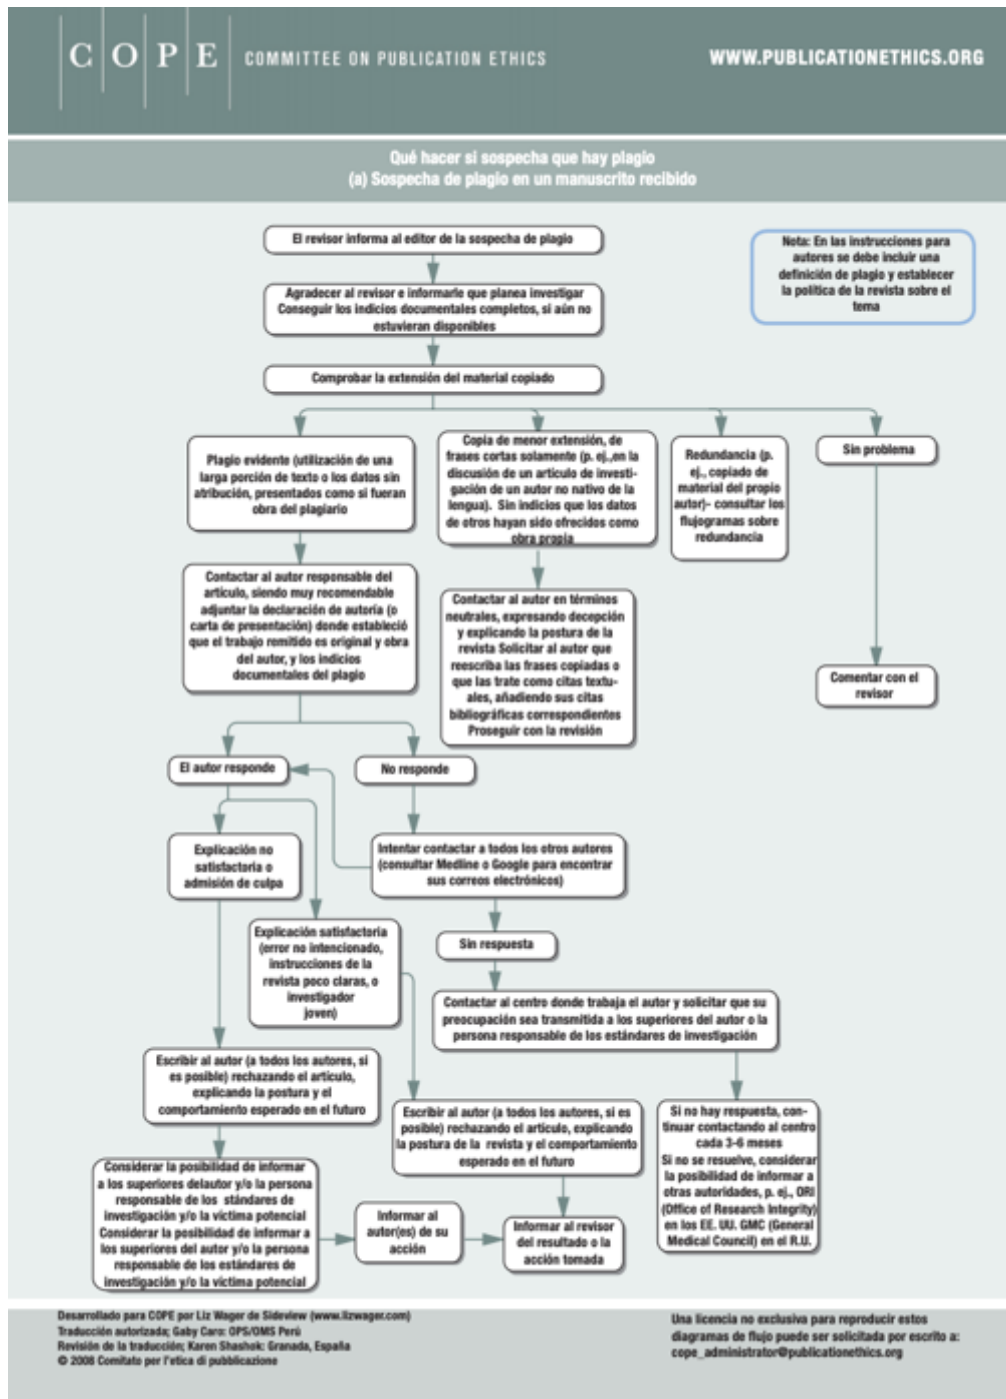 COPE COMMITTEE ON PUBLICATION ETHICS
WWW.PUBLICATIONETHICS.ORG
Qué hacer si sospecha que hay plagio
(a) Sospecha de plagio en un manuscrito recibido
El revisor informa al editor de la sospecha de plagio
Nota: En las instrucciones para
autores se debe incluir una
definición de plagio y establecer
la política de la revista sobre el
tema
Agradecer al revisor e informarle que planea investigar
Conseguir los indicios documentales completos, si aún no
estuvieran disponibles
Comprobar la extensión del material copiado
Plagio evidente (utilización de una
larga porción de texto o los datos sin
atribución, presentados como si fueran
obra del plagiario
Copia de menor extensión, de
frases cortas solamente (p. ej.,en la
discusión de un artículo de investi-
gación de un autor no nativo de la
lengua). Sin indicios que los datos
de otros hayan sido ofrecidos como
obra propia
Redundancia (p.
ej., copiado de
material del propio
autor)- consultar los
flujogramas sobre
redundancia
Sin problema
Contactar al autor responsable del
artículo, siendo muy recomendable
adjuntar la declaración de autoría (o
carta de presentación) donde estableció
que el trabajo remitido es original y obra
del autor, y los indicios
documentales del plagio
Contactar al autor en términos
neutrales, expresando decepción
y explicando la postura de la
revista Solicitar al autor que
reescriba las frases copiadas o
que las trate como citas textu-
ales, añadiendo sus citas
bibliográficas correspondientes
Proseguir con la revisión
Comentar con el
revisor
El autor responde
No responde
Explicación no
satisfactoria o
admisión de culpa
Intentar contactar a todos los otros autores
(consultar Medline o Google para encontrar
sus correos electrónicos)
Explicación satisfactoria
(error no intencionado,
instrucciones de la
revista poco claras, o
investigador
joven)
Sin respuesta
Contactar al centro donde trabaja el autor y solicitar que su
preocupación sea transmitida a los superiores del autor o la
persona responsable de los estándares de investigación
Escribir al autor (a todos los autores, si
es posible) rechazando el artículo,
explicando la postura y el
comportamiento esperado en el futuro
Escribir al autor (a todos los autores, si es
posible) rechazando el artículo, explicando
la postura de la revista y el comportamiento
esperado en el futuro
Si no hay respuesta, con-
tinuar contactando al centro
cada 3-6 meses
Si no se resuelve, considerar
la posibilidad de informar a
otras autoridades, p. ej., ORI
(Office of Research Integrity)
en los EE. UU. GMC (General
Medical Council) en el R.U.
Considerar la posibilidad de informar
a los superiores delautor y/o la persona
responsable de los stándares de
investigación y/o la víctima potencial
Considerar la posibilidad de informar a
los superiores del autor y/o la persona
responsable de los estándares de
investigación y/o la víctima potencial
Informar al
autor(es) de su
acción
Informar al revisor
del resultado o la
acción tomada
Desarrollado para COPE por Liz Wager de Sideview (www.lizwager.com)
Traducción autorizada; Gaby Caro: OPS/OMS Perú
Revisión de la traducción; Karen Shashok: Granada, España
© 2008 Comitato per l'etica di pubblicazione
Una licencia no exclusiva para reproducir estos
diagramas de flujo puede ser solicitada por escrito a:
cope_administrator@publicationethics.org